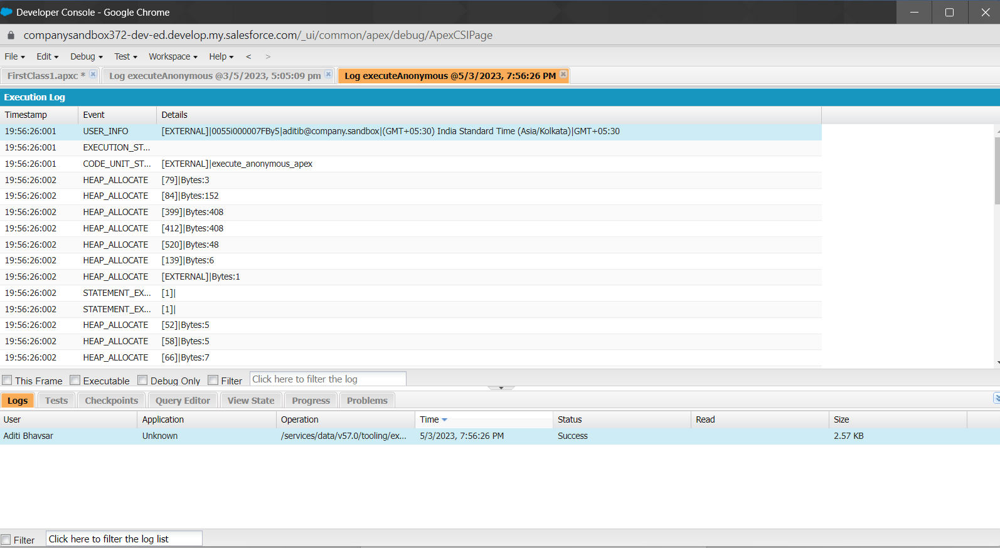 Developer Console - Google Chrome
companysandbox372-dev-ed.develop.my.salesforce.com/_ui/common/apex/debug/ApexCSIPage
File Edit Debug Test Workspace Help < >
FirstClass1.apxc * Log executeAnonymous @3/5/2023, 5:05:09 pm Log executeAnonymous @5/3/2023, 7:56:26 PM
Execution Log
Timestamp Event Details
19:56:26:001 USER_INFO [EXTERNAL]|0055i000007FBy5|aditib@company.sandbox|(GMT+05:30) India Standard Time (Asia/Kolkata)|GMT+05:30
19:56:26:001 EXECUTION_ST...
19:56:26:001 CODE_UNIT_ST... [EXTERNAL]|execute_anonymous_apex
19:56:26:002 HEAP_ALLOCATE [79]|Bytes:3
19:56:26:002 HEAP_ALLOCATE [84]|Bytes:152
19:56:26:002 HEAP_ALLOCATE [399]|Bytes:408
19:56:26:002 HEAP_ALLOCATE [412]|Bytes:408
19:56:26:002 HEAP_ALLOCATE [520]|Bytes:48
19:56:26:002 HEAP_ALLOCATE [139]|Bytes:6
19:56:26:002 HEAP_ALLOCATE [EXTERNAL]|Bytes:1
19:56:26:002 STATEMENT_EX... [1]|
19:56:26:002 STATEMENT_EX... [1]|
19:56:26:002 HEAP_ALLOCATE [52]|Bytes:5
19:56:26:002 HEAP_ALLOCATE [58]|Bytes:5
19:56:26:002 HEAP_ALLOCATE [66]|Bytes:7
This Frame Executable Debug Only Filter Click here to filter the log
Logs Tests Checkpoints Query Editor View State Progress Problems
User Application Operation Time Status Read Size
Aditi Bhavsar Unknown /services/data/v57.0/tooling/ex... 5/3/2023, 7:56:26 PM Success 2.57 KB
Filter Click here to filter the log list